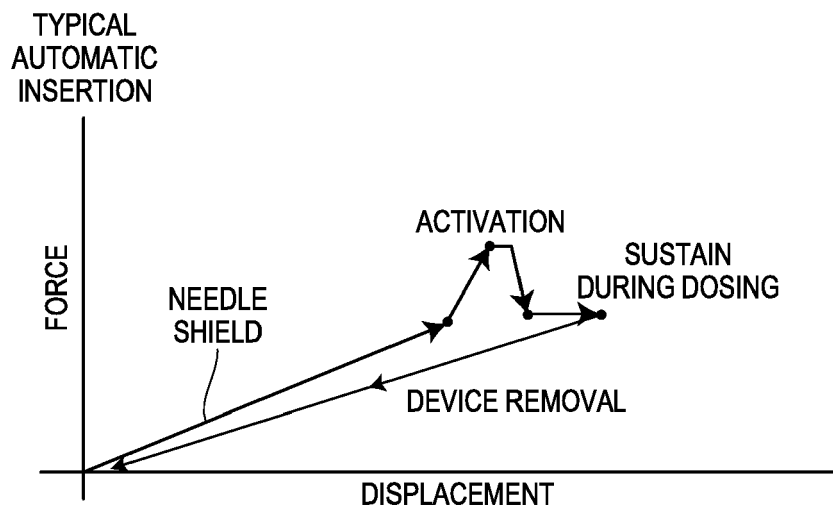 TYPICAL
AUTOMATIC
INSERTION
ACTIVATION
SUSTAIN
DURING DOSING
NEEDLE
SHIELD
FORCE
DEVICE REMOVAL
DISPLACEMENT